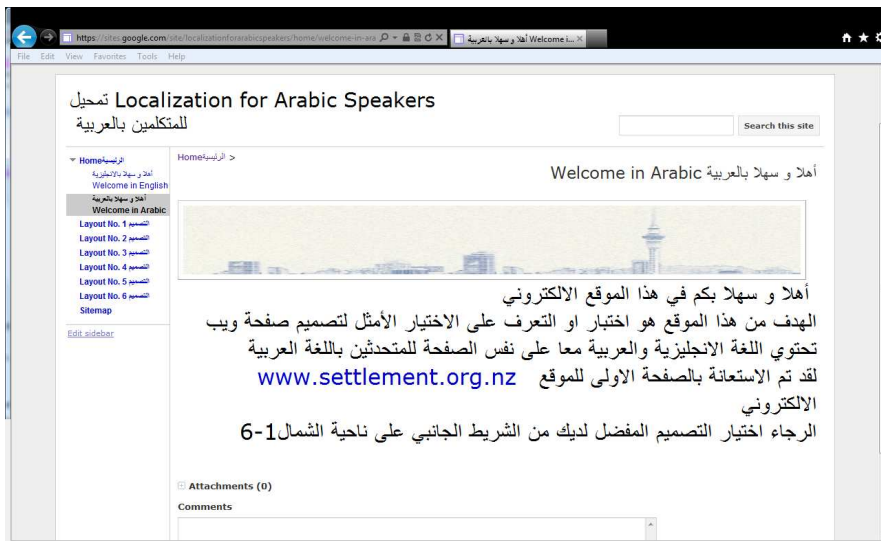 https://sites.google.com/site/localizationforarabicspeakers/home/welcome-in-ara
أهلا و سهلا بالعربية Welcome i...
File Edit View Favorites Tools Help
Localization for Arabic Speakers تمحيل
للمتكلمين بالعربية
Search this site
Homeالرئيسية
أهلا و سهلا بالانجليزية
Welcome in English
أهلا و سهلا بالعربية
Welcome in Arabic
Layout No. 1 التصميم
Layout No. 2 التصميم
Layout No. 3 التصميم
Layout No. 4 التصميم
Layout No. 5 التصميم
Layout No. 6 التصميم
Sitemap
Edit sidebar
Homeالرئيسية >
أهلا و سهلا بالعربية Welcome in Arabic
أهلا و سهلا بكم في هذا الموقع الالكتروني
الهدف من هذا الموقع هو اختبار او التعرف على الاختيار الأمثل لتصميم صفحة ويب
تحتوي اللغة الانجليزية والعربية معا على نفس الصفحة للمتحدثين باللغة العربية
لقد تم الاستعانة بالصفحة الاولى للموقع www.settlement.org.nz
الالكتروني
الرجاء اختيار التصميم المفضل لديك من الشريط الجانبي على ناحية الشمال1-6
Attachments (0)
Comments